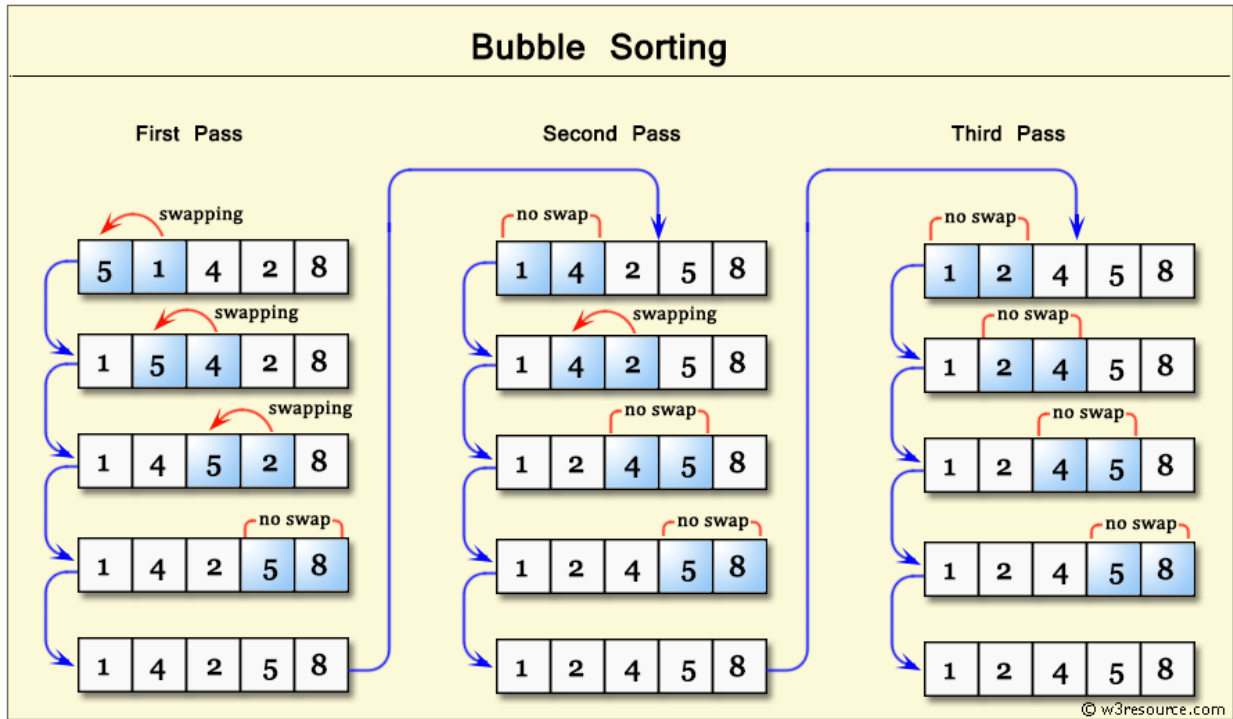 Bubble Sorting
First Pass
swapping
5 1 4 2 8
swapping
1 5 4 2 8
swapping
1 4 5 2 8
no swap
1 4 2 5 8
1 4 2 5 8
Second Pass
no swap
1 4 2 5 8
swapping
1 4 2 5 8
no swap
1 2 4 5 8
no swap
1 2 4 5 8
1 2 4 5 8
Third Pass
no swap
1 2 4 5 8
no swap
1 2 4 5 8
no swap
1 2 4 5 8
no swap
1 2 4 5 8
1 2 4 5 8
© w3resource.com